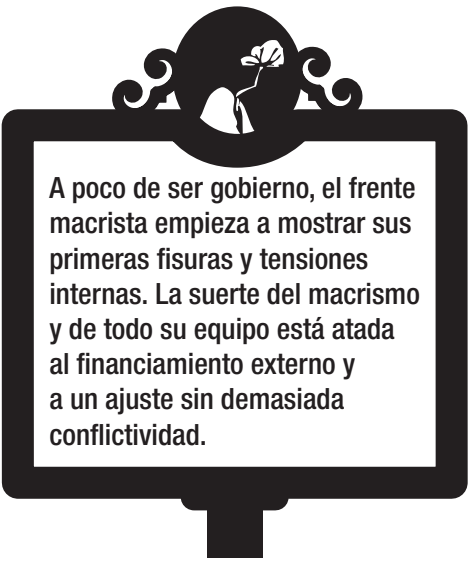 A poco de ser gobierno, el frente
macrista empieza a mostrar sus
primeras fisuras y tensiones
internas. La suerte del macrismo
y de todo su equipo está atada
al financiamiento externo y
a un ajuste sin demasiada
conflictividad.